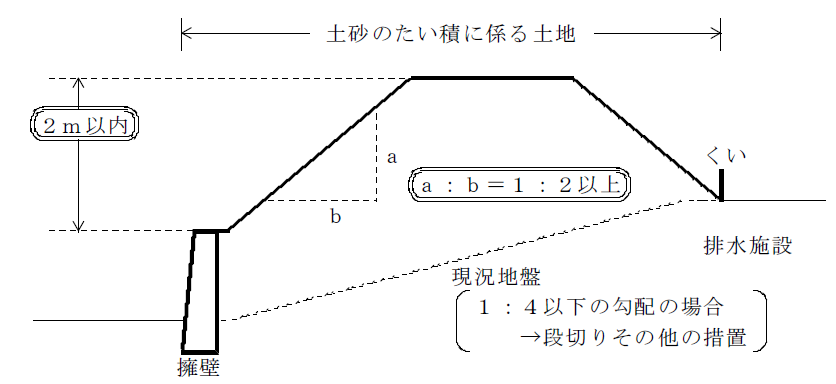 土砂のたい積に係る土地
２ｍ以内
ａ
くい
ａ：ｂ＝１：２以上
ｂ
排水施設
現況地盤
１：４以下の勾配の場合
→段切りその他の措置
擁壁